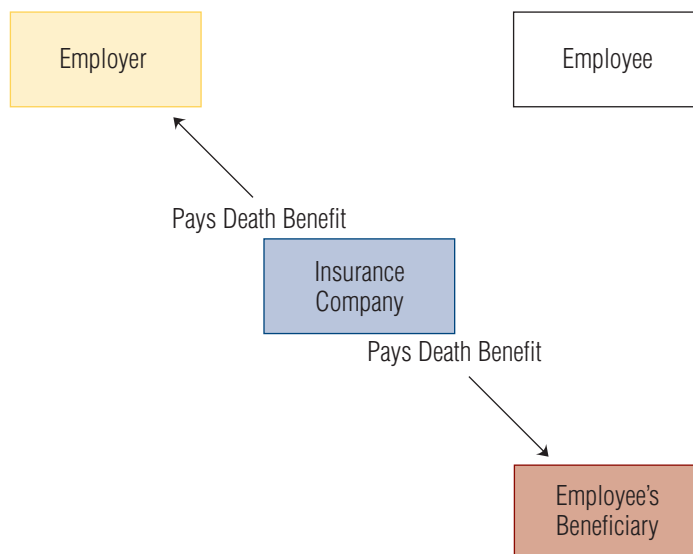 Employer
Employee
Pays Death Benefit
Insurance
Company
Pays Death Benefit
Employee’s
Beneficiary